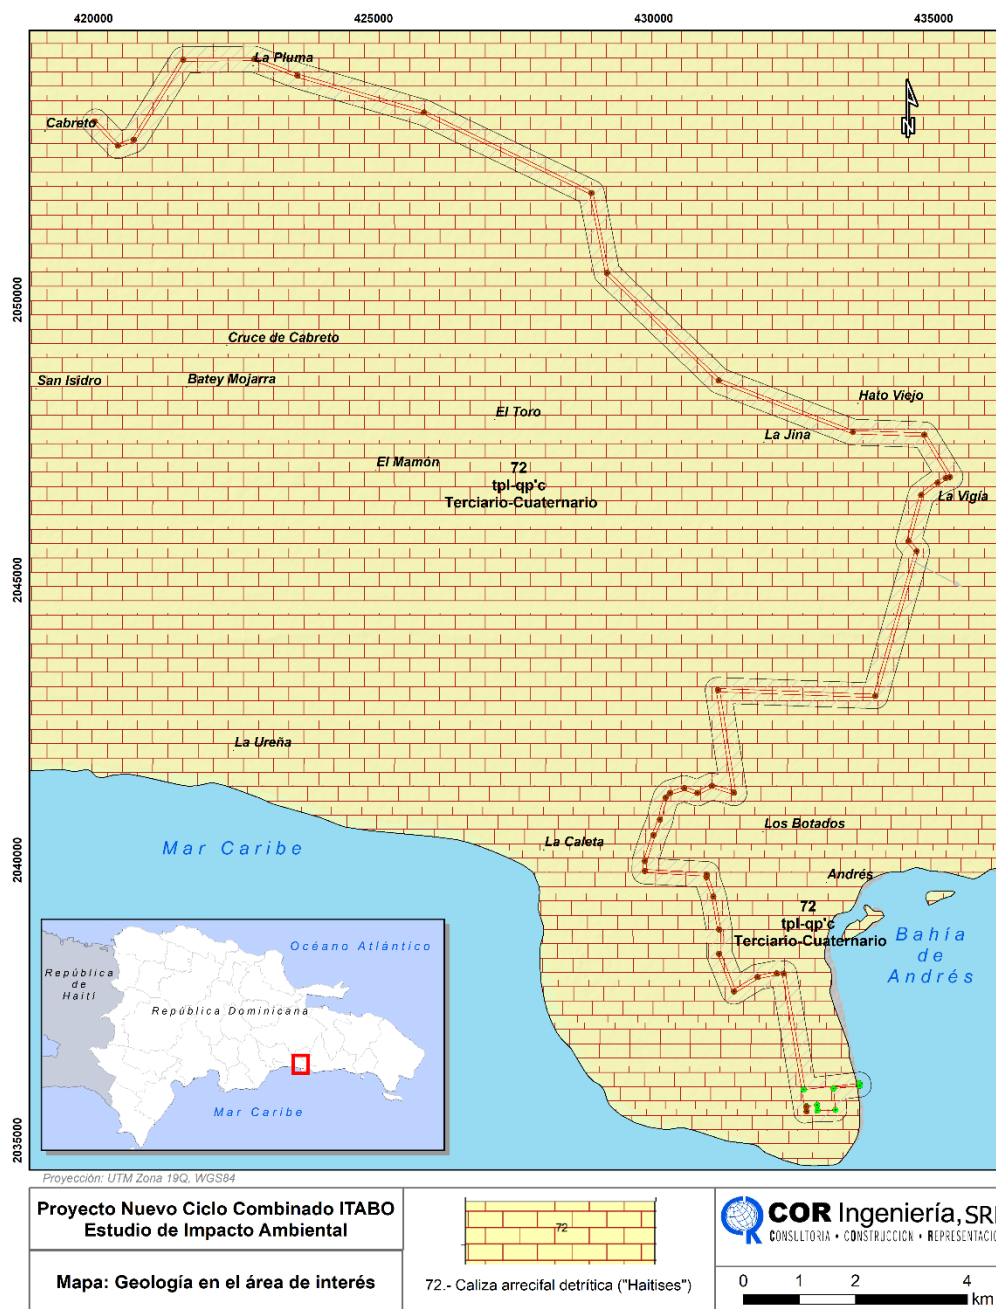 420000
425000
430000
435000
La Pluma
Cabreto
N
2050000
Cruce de Cabreto
San Isidro
Batey Mojarra
Hato Viejo
El Toro
La Jina
El Mamón
72
tpl-qp'c
Terciario-Cuaternario
La Vigía
2045000
La Ureña
Los Botados
La Caleta
2040000
Mar Caribe
Andrés
72
tpl-qp'c
Terciario-Cuaternario
Bahía
de
Andrés
Océano Atlántico
República
de
Haití
República Dominicana
Mar Caribe
2035000
Proyección: UTM Zona 19Q, WGS84
Proyecto Nuevo Ciclo Combinado ITABO
Estudio de Impacto Ambiental
Mapa: Geología en el área de interés
72
72.- Caliza arrecifal detrítica ("Haitises")
COR Ingeniería, SRL
CONSULTORIA • CONSTRUCCION • REPRESENTACIO
0 1 2 4
km